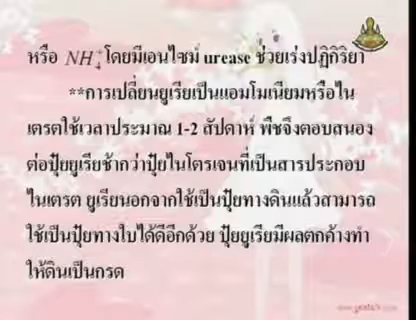 หรือ NH₄⁺ โดยมีเอนไซม์ urease ช่วยเร่งปฏิกิริยา
**การเปลี่ยนยูเรียเป็นแอมโมเนียมหรือใน
เตรตใช้เวลาประมาณ 1-2 สัปดาห์ พืชจึงตอบสนอง
ต่อปุ๋ยยูเรียช้ากว่าปุ๋ยไนโตรเจนที่เป็นสารประกอบ
ไนเตรต ยูเรียนอกจากใช้เป็นปุ๋ยทางดินแล้วสามารถ
ใช้เป็นปุ๋ยทางใบได้ดีอีกด้วย ปุ๋ยยูเรียมีผลตกค้างทำ
ให้ดินเป็นกรด